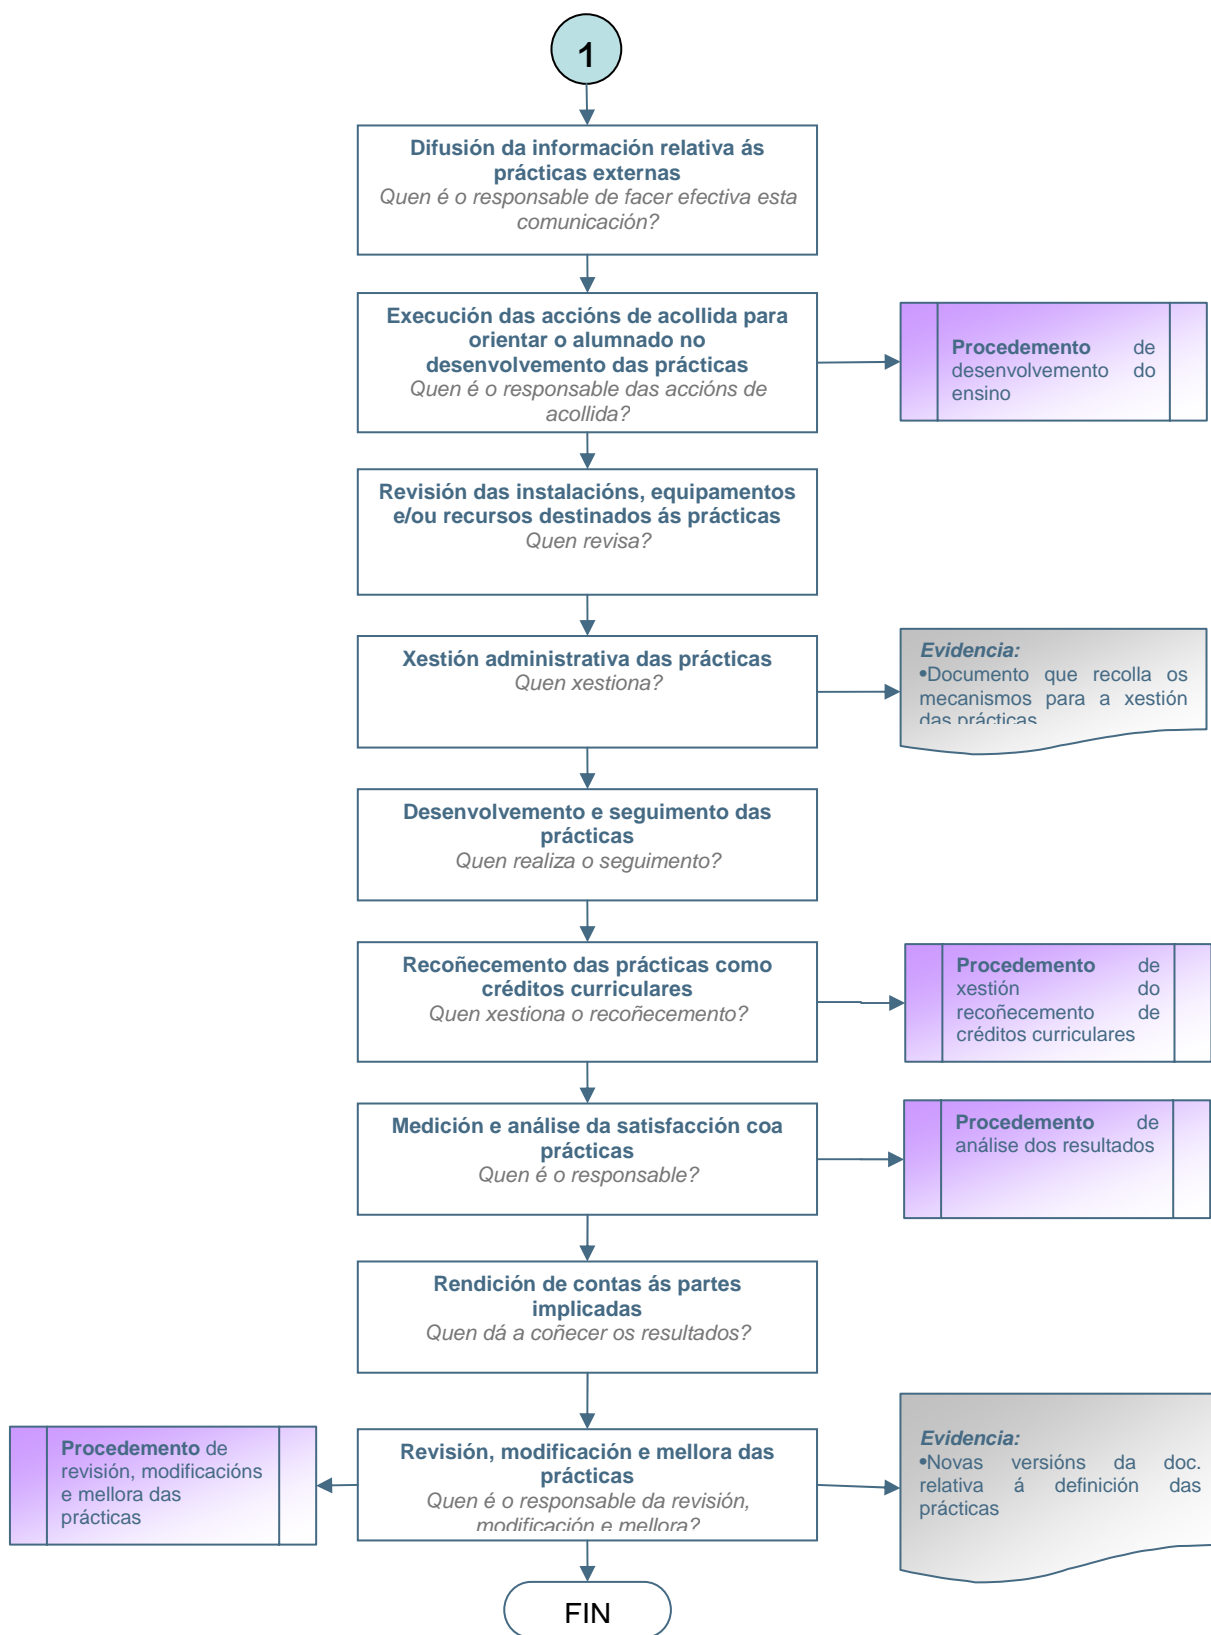 1
Difusión da información relativa ás
prácticas externas
Quen é o responsable de facer efectiva esta
comunicación?
Execución das accións de acollida para
orientar o alumnado no
desenvolvemento das prácticas
Quen é o responsable das accións de
acollida?
Procedemento de
desenvolvemento do
ensino
Revisión das instalacións, equipamentos
e/ou recursos destinados ás prácticas
Quen revisa?
Xestión administrativa das prácticas
Quen xestiona?
Evidencia:
•Documento que recolla os
mecanismos para a xestión
das prácticas
Desenvolvemento e seguimento das
prácticas
Quen realiza o seguimento?
Recoñecemento das prácticas como
créditos curriculares
Quen xestiona o recoñecemento?
Procedemento de
xestión do
recoñecemento de
créditos curriculares
Medición e análise da satisfacción coa
prácticas
Quen é o responsable?
Procedemento de
análise dos resultados
Rendición de contas ás partes
implicadas
Quen dá a coñecer os resultados?
Procedemento de
revisión, modificacións
e mellora das
prácticas
Revisión, modificación e mellora das
prácticas
Quen é o responsable da revisión,
modificación e mellora?
Evidencia:
•Novas versións da doc.
relativa á definición das
prácticas
FIN